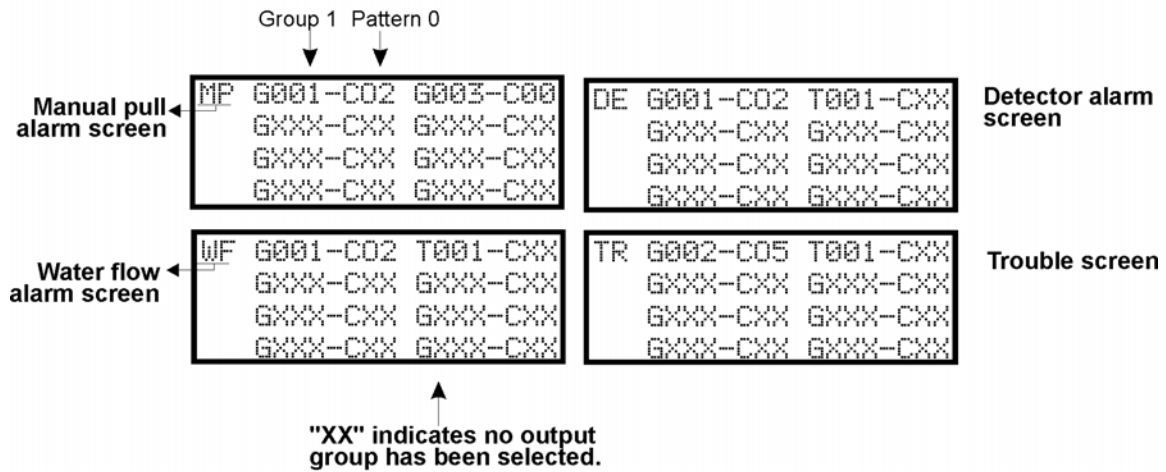 Group 1 Pattern 0
Manual pull
alarm screen
MP G001-CO2 G003-C00
GXXX-CXX GXXX-CXX
GXXX-CXX GXXX-CXX
GXXX-CXX GXXX-CXX
DE G001-CO2 T001-CXX
GXXX-CXX GXXX-CXX
GXXX-CXX GXXX-CXX
GXXX-CXX GXXX-CXX
Detector alarm
screen
Water flow
alarm screen
WF G001-CO2 T001-CXX
GXXX-CXX GXXX-CXX
GXXX-CXX GXXX-CXX
GXXX-CXX GXXX-CXX
TR G002-CO5 T001-CXX
GXXX-CXX GXXX-CXX
GXXX-CXX GXXX-CXX
GXXX-CXX GXXX-CXX
Trouble screen
"XX" indicates no output
group has been selected.